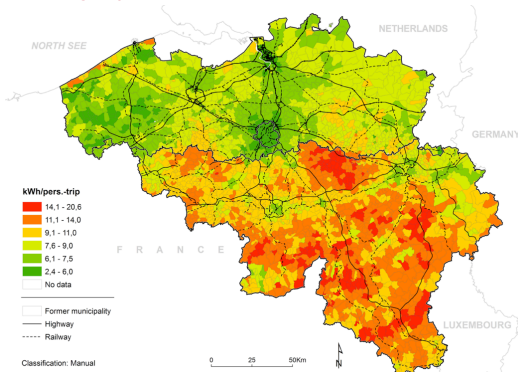 NETHERLANDS
NORTH SEE
GERMANY
kWh/pers.-trip
14,1 - 20,6
11,1 - 14,0
9,1 - 11,0
7,6 - 9,0
6,1 - 7,5
2,4 - 6,0
No data
FRANCE
Former municipality
Highway
Railway
LUXEMBOURG
Classification: Manual
0 25 50Km
N